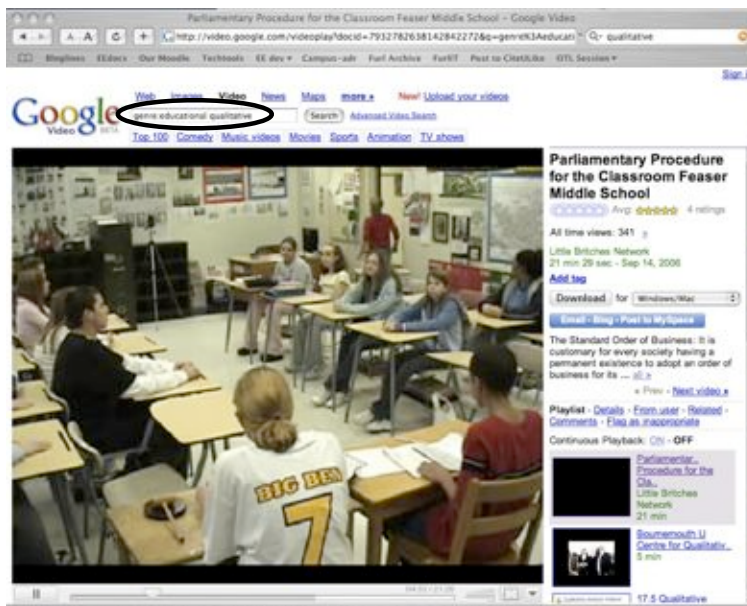 Parliamentary Procedure for the Classroom Feaser Middle School - Google Video
A A C + http://video.google.com/videoplay?docid=7932782638142842272&q=genre%3Aeducati Q- qualitative
Bloglines EEdocs Our Moodle Techtools EE dev Campus-adr Furl Archive FurlIT Post to CiteULike OTL Session
Sign
Web Images Video News Maps more » New! Upload your videos
Google Video BETA
genre:educational qualitative Search Advanced Video Search
Top 100 Comedy Music videos Movies Sports Animation TV shows
BIG BEN
7
Parliamentary Procedure
for the Classroom Feaser
Middle School
Avg: 4 ratings
All time views: 341
Little Britches Network
21 min 29 sec - Sep 14, 2006
Add tag
Download for Windows/Mac
Email - Blog - Post to MySpace
The Standard Order of Business: It is
customary for every society having a
permanent existence to adopt an order of
business for its ... all »
« Prev - Next video »
Playlist - Details - From user - Related -
Comments - Flag as inappropriate
Continuous Playback: ON - OFF
Parliamentar..
Procedure for the
Cla..
Little Britches
Network
21 min
Bournemouth U
Centre for Qualitativ..
5 min
17.5 Qualitative